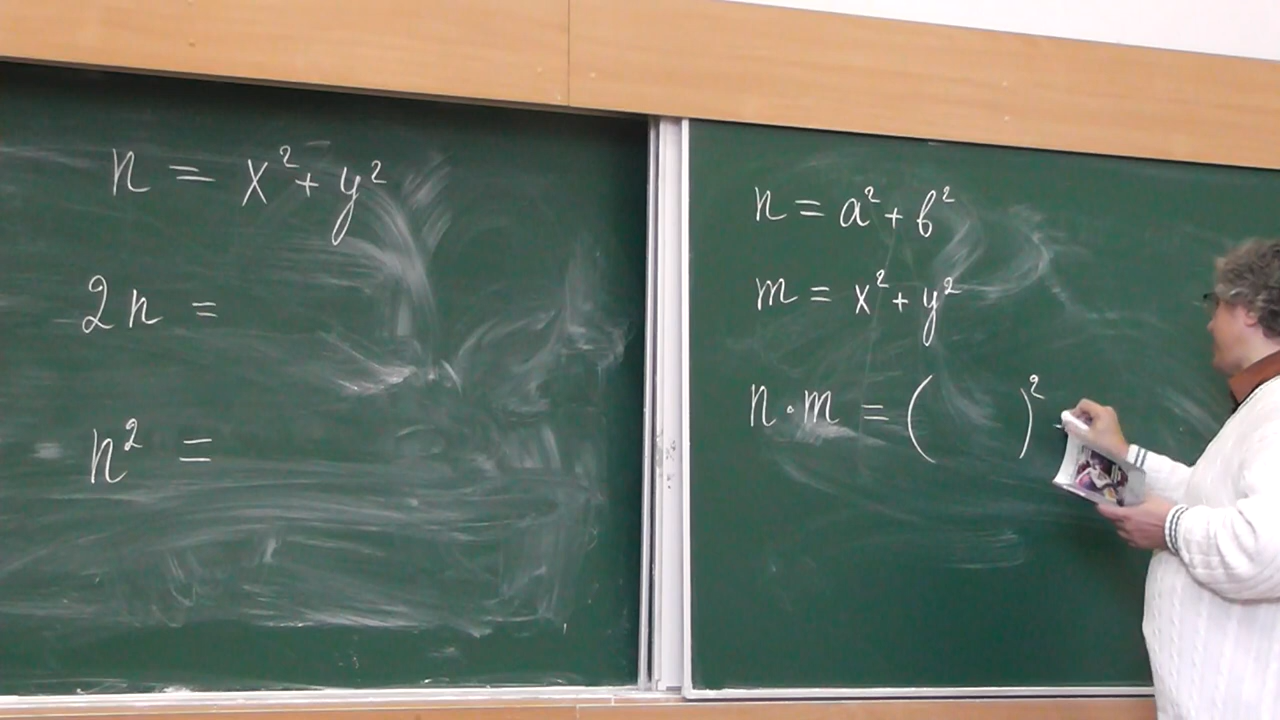 n = x² + y²
2n =
n² =
n = a² + b²
m = x² + y²
n · m = ( )²